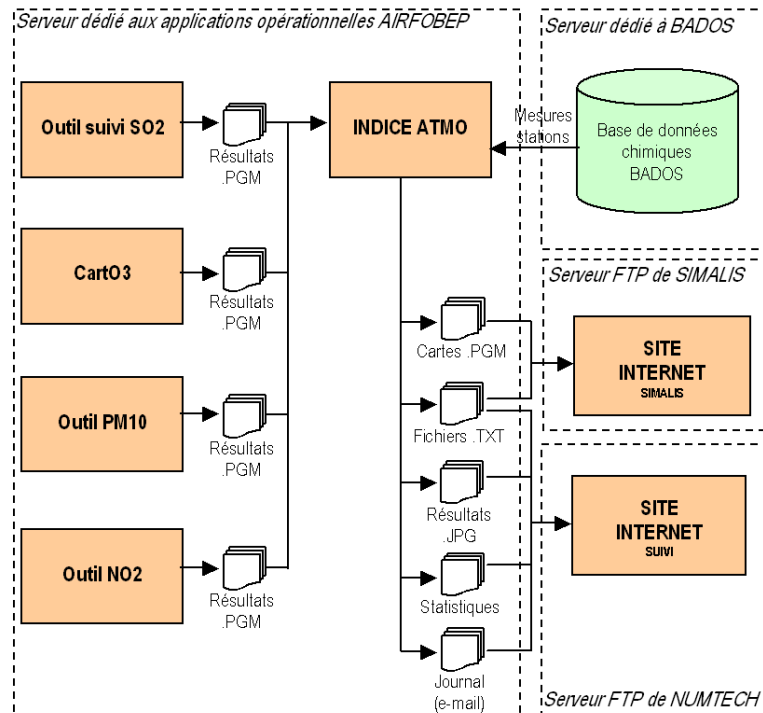 Serveur dédié aux applications opérationnelles AIRFOBEP
Serveur dédié à BADOS
Outil suivi SO2
Résultats
.PGM
INDICE ATMO
Mesures
stations
Base de données
chimiques
BADOS
CartO3
Résultats
.PGM
Serveur FTP de SIMALIS
Cartes .PGM
SITE
INTERNET
SIMALIS
Outil PM10
Résultats
.PGM
Fichiers .TXT
Résultats
.JPG
SITE
INTERNET
SUIVI
Outil NO2
Résultats
.PGM
Statistiques
Journal
(e-mail)
Serveur FTP de NUMTECH